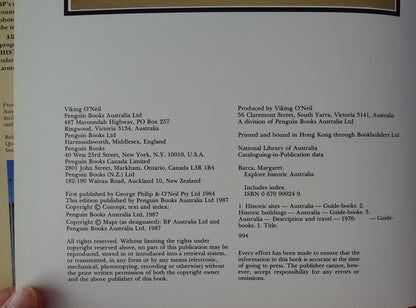 BP's
count
photo
the tr
All
prope
HIST
refere
arme
Viking O'Neil
Penguin Books Australia Ltd
487 Maroondah Highway, PO Box 257
Ringwood, Victoria 3134, Australia
Penguin Books Ltd
Harmondsworth, Middlesex, England
Penguin Books
40 West 23rd Street, New York, N.Y. 10010, U.S.A.
Penguin Books Canada Limited
2801 John Street, Markham, Ontario, Canada L3R 1B4
Penguin Books (N.Z.) Ltd
182-190 Wairau Road, Auckland 10, New Zealand
First published by George Philip & O'Neil Pty Ltd 1984
This edition published by Penguin Books Australia Ltd 1987
Copyright © Concept, text and index:
Penguin Books Australia Ltd, 1987
Copyright © Maps (as designated): BP Australia Ltd and
Penguin Books Australia Ltd, 1987
All rights reserved. Without limiting the rights
under copyright reserved above, no part of this publication may be
reproduced, stored in or introduced into a retrieval system,
or transmitted, in any form or by any means (electronic,
mechanical, photocopying, recording or otherwise) without
the prior written permission of both the copyright owner
and the above publisher of this book.
Produced by Viking O'Neil
56 Claremont Street, South Yarra, Victoria 3141, Australia
A division of Penguin Books Australia Ltd
Printed and bound in Hong Kong through Bookbuilders Ltd
National Library of Australia
Cataloguing-in-Publication data
Barca, Margaret.
Explore historic Australia.
Includes index.
ISBN 0 670 90024 9.
1. Historic sites — Australia — Guide-books. 2.
Historic buildings — Australia — Guide-books. 3.
Australia — Description and travel — 1976- — Guide-
books. I. Title.
994
Every effort has been made to ensure that the
information in this book is accurate at the time
of going to press. The publisher cannot, how-
ever, accept responsibility for any errors or
omissions.